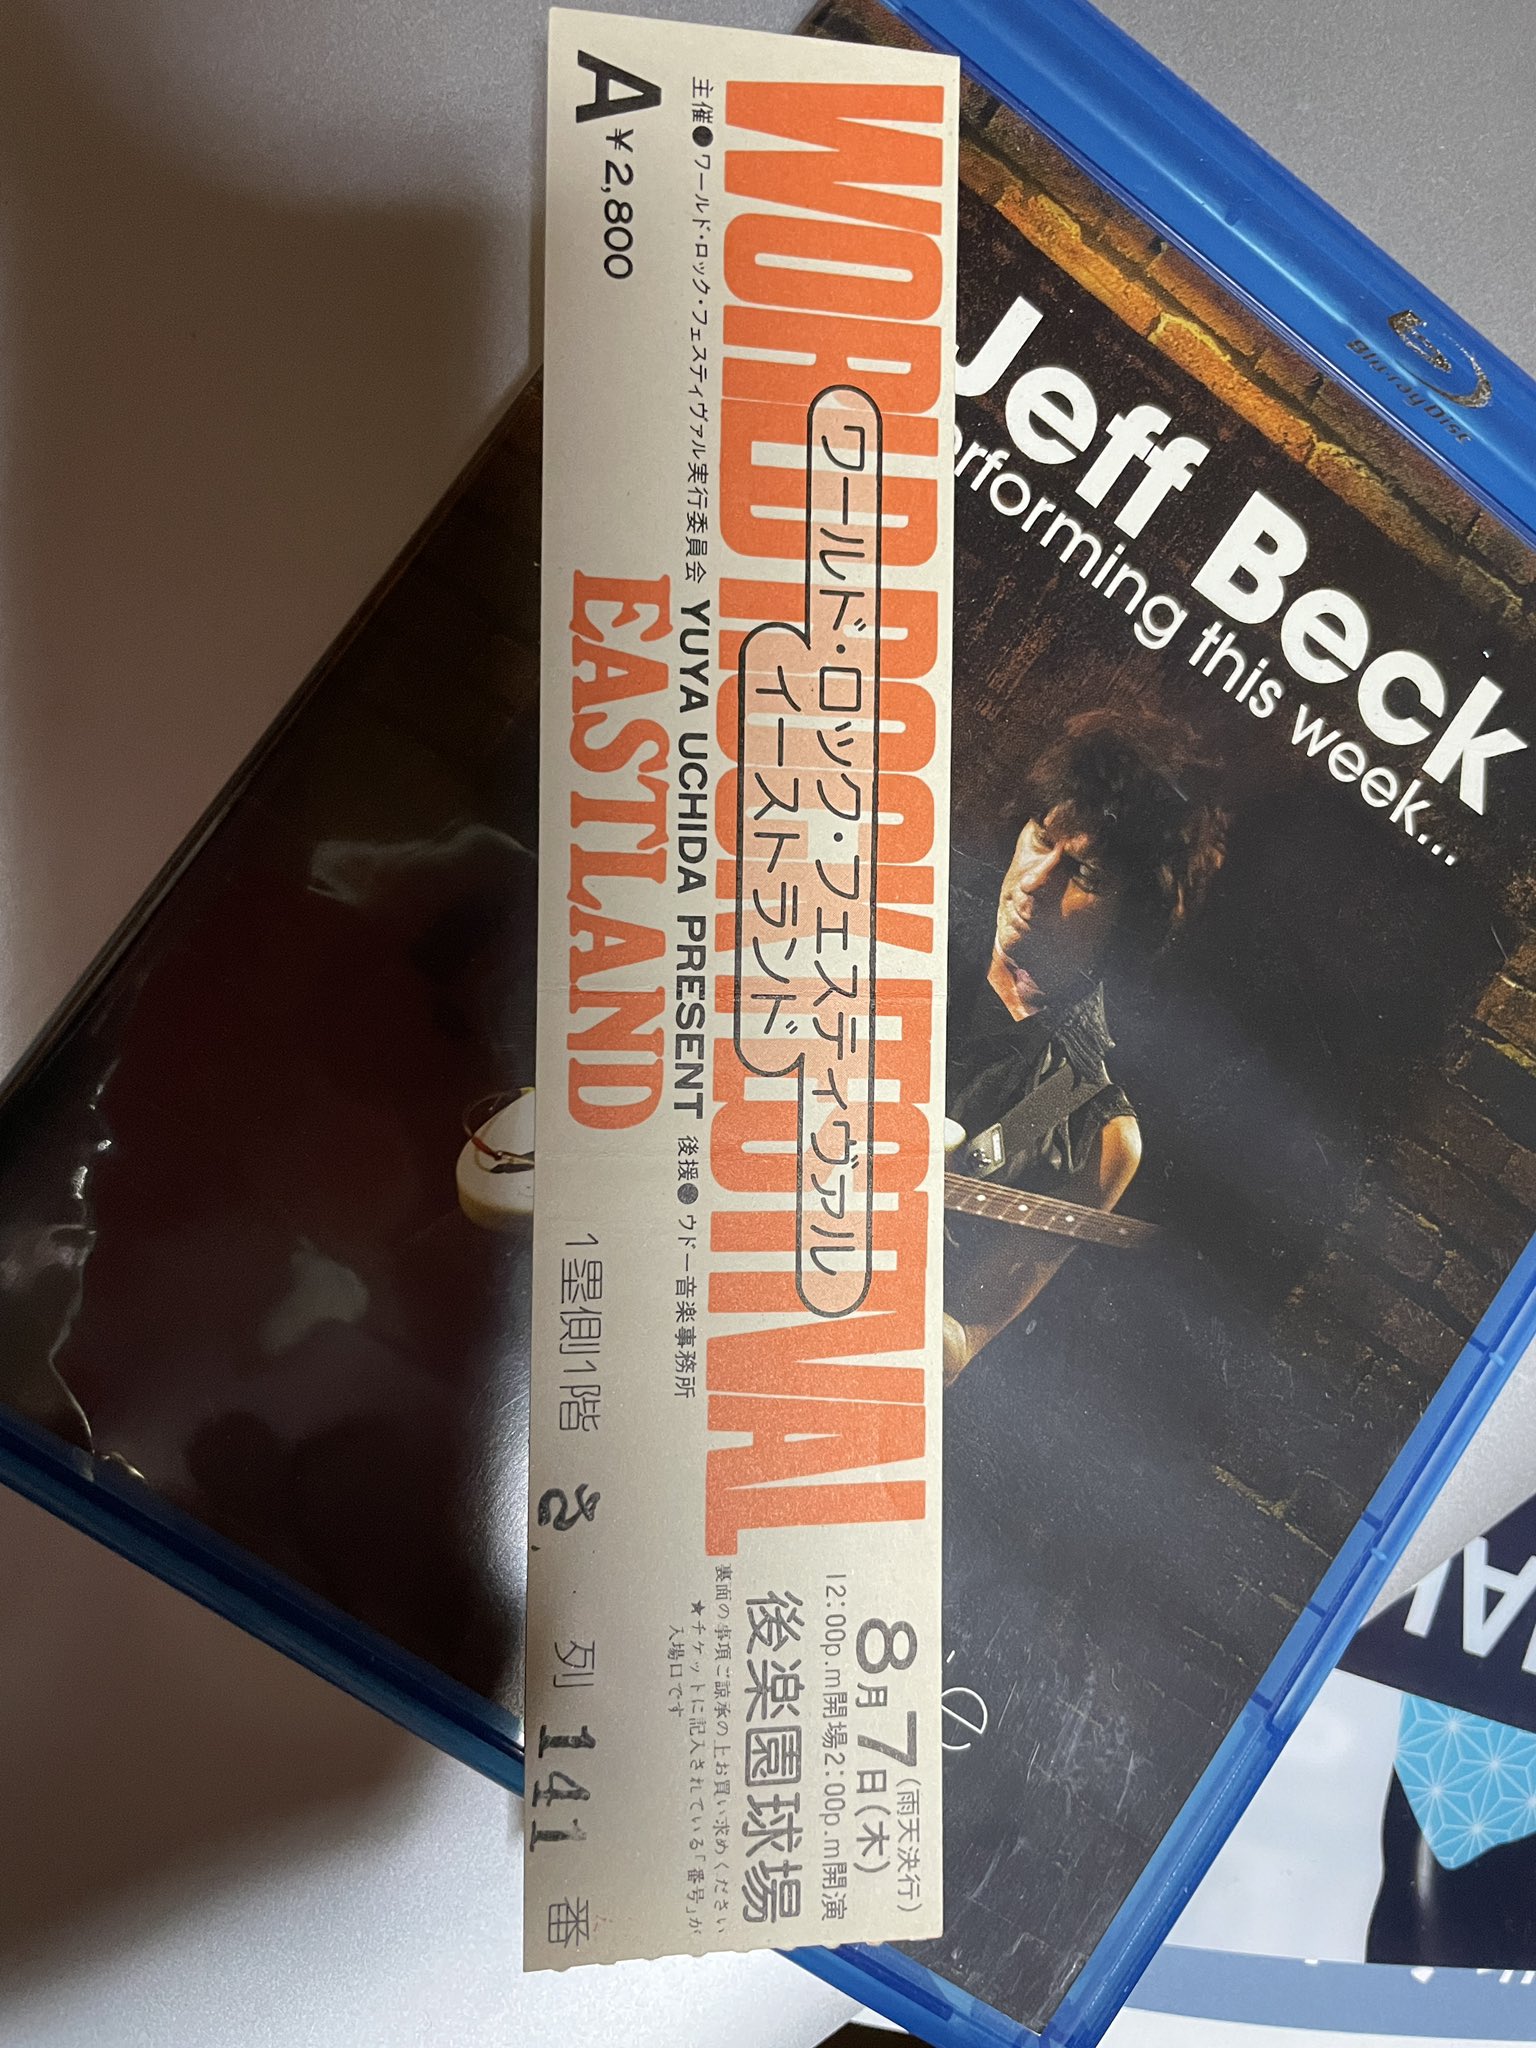 WORLD ROCK FESTIVAL
ワールド・ロック・フェスティヴァル
イーストランド
主催●ワールド・ロック・フェスティヴァル実行委員会 YUYA UCHIDA PRESENT 後援●ウドー音楽事務所
EASTLAND
A ¥2,800
8月7日(木)(雨天決行)
12:00p.m開場2:00p.m開演
後楽園球場
裏面の事項ご諒承の上お買い求めください
★チケットに記入されている「番号」が
入場口です
1塁側1階 さ 列 141 番
Jeff Beck
erforming this week...
Blu-ray Disc